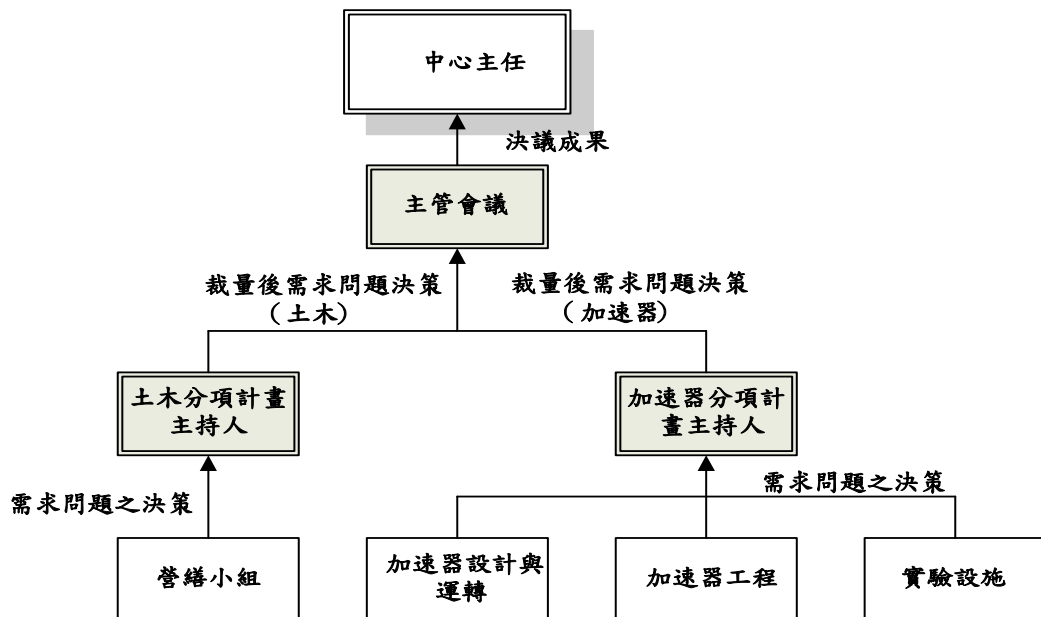 中心主任
決議成果
主管會議
裁量後需求問題決策
（土木）
裁量後需求問題決策
（加速器）
土木分項計畫
主持人
加速器分項計
畫主持人
需求問題之決策
需求問題之決策
營繕小組
加速器設計與
運轉
加速器工程
實驗設施